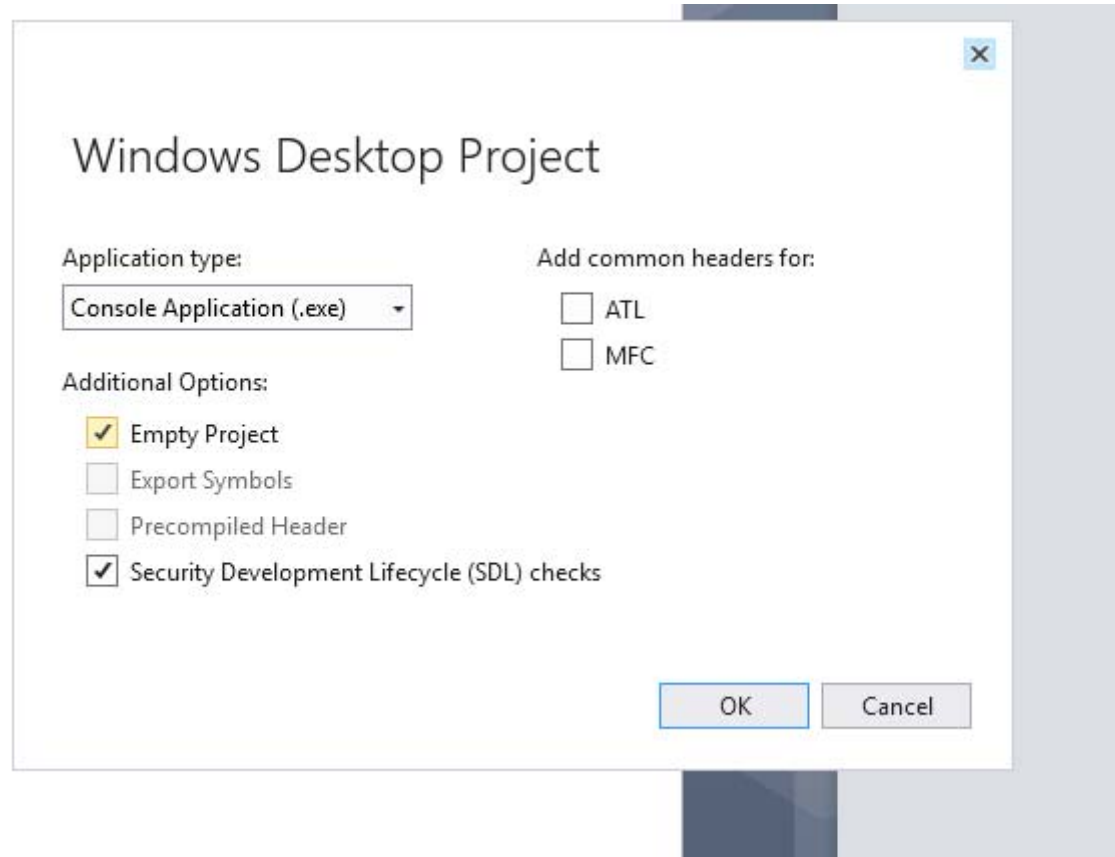 Windows Desktop Project
Application type:
Console Application (.exe)
Additional Options:
Empty Project
Export Symbols
Precompiled Header
Security Development Lifecycle (SDL) checks
Add common headers for:
ATL
MFC
OK
Cancel